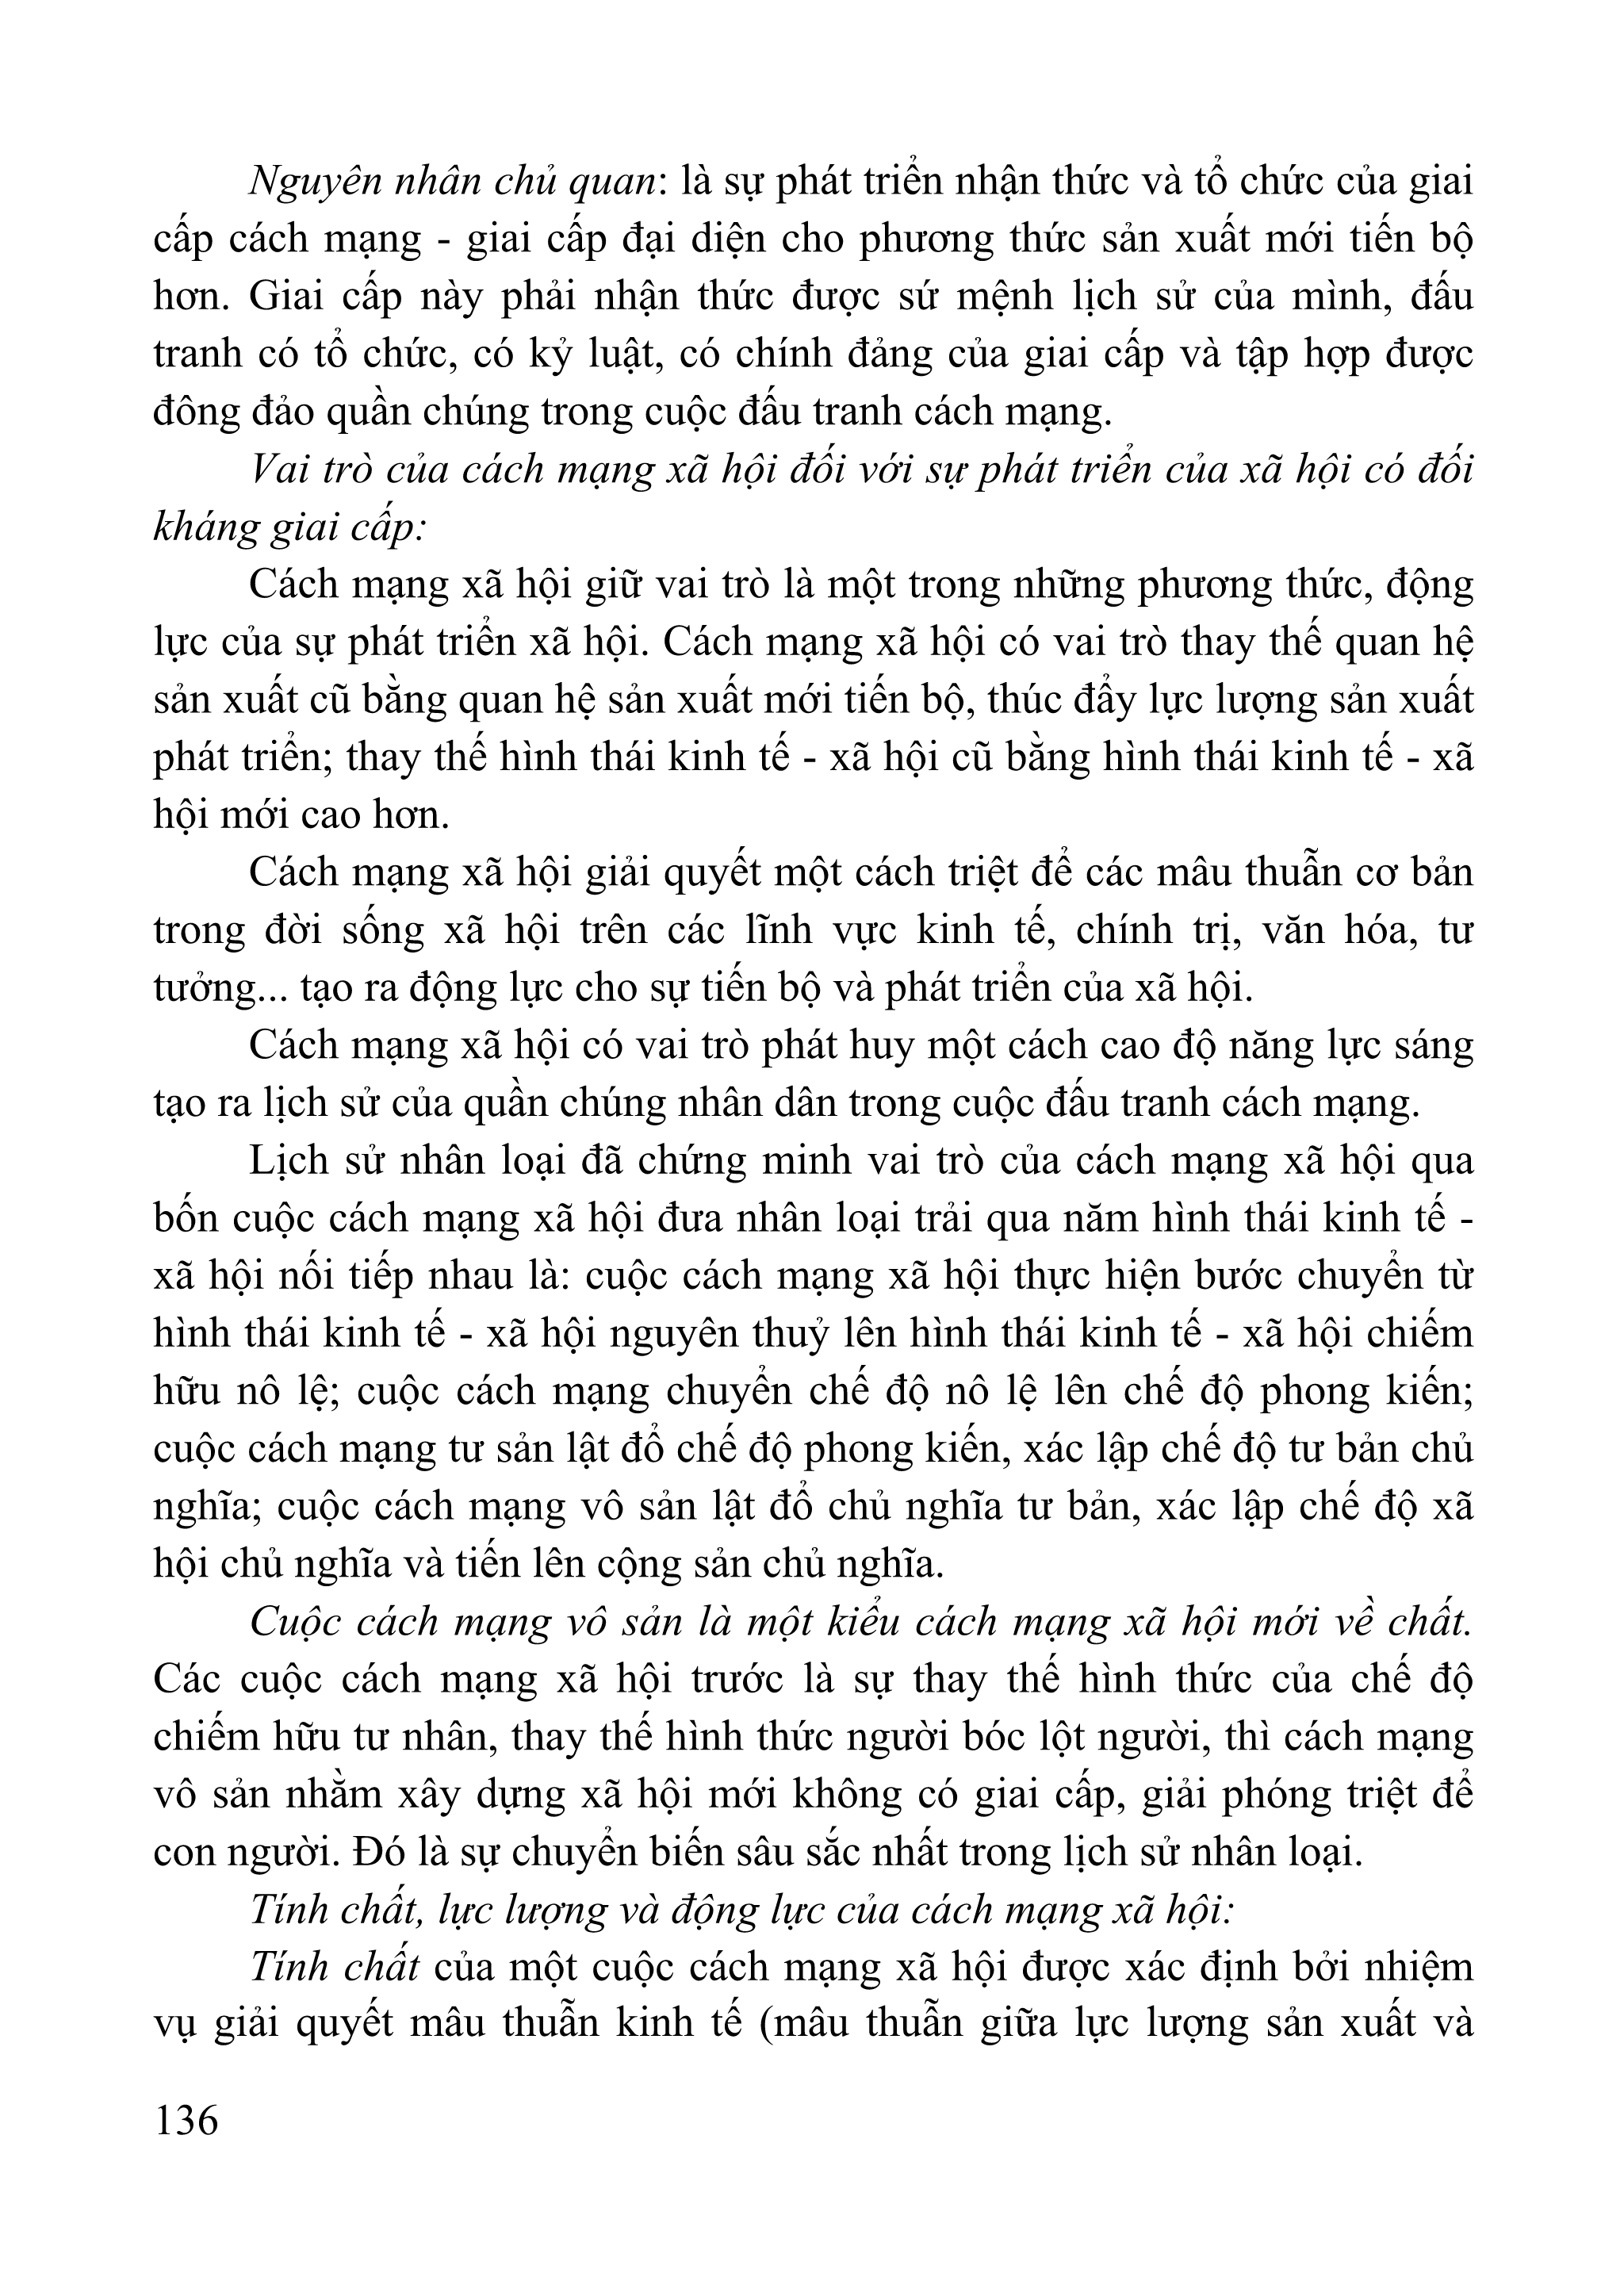 Nguyên nhân chủ quan: là sự phát triển nhận thức và tổ chức của giai
cấp cách mạng - giai cấp đại diện cho phương thức sản xuất mới tiến bộ
hơn. Giai cấp này phải nhận thức được sứ mệnh lịch sử của mình, đấu
tranh có tổ chức, có kỷ luật, có chính đảng của giai cấp và tập hợp được
đông đảo quần chúng trong cuộc đấu tranh cách mạng.
Vai trò của cách mạng xã hội đối với sự phát triển của xã hội có đối
kháng giai cấp:
Cách mạng xã hội giữ vai trò là một trong những phương thức, động
lực của sự phát triển xã hội. Cách mạng xã hội có vai trò thay thế quan hệ
sản xuất cũ bằng quan hệ sản xuất mới tiến bộ, thúc đẩy lực lượng sản xuất
phát triển; thay thế hình thái kinh tế - xã hội cũ bằng hình thái kinh tế - xã
hội mới cao hơn.
Cách mạng xã hội giải quyết một cách triệt để các mâu thuẫn cơ bản
trong đời sống xã hội trên các lĩnh vực kinh tế, chính trị, văn hóa, tư
tưởng... tạo ra động lực cho sự tiến bộ và phát triển của xã hội.
Cách mạng xã hội có vai trò phát huy một cách cao độ năng lực sáng
tạo ra lịch sử của quần chúng nhân dân trong cuộc đấu tranh cách mạng.
Lịch sử nhân loại đã chứng minh vai trò của cách mạng xã hội qua
bốn cuộc cách mạng xã hội đưa nhân loại trải qua năm hình thái kinh tế -
xã hội nối tiếp nhau là: cuộc cách mạng xã hội thực hiện bước chuyển từ
hình thái kinh tế - xã hội nguyên thuỷ lên hình thái kinh tế - xã hội chiếm
hữu nô lệ; cuộc cách mạng chuyển chế độ nô lệ lên chế độ phong kiến;
cuộc cách mạng tư sản lật đổ chế độ phong kiến, xác lập chế độ tư bản chủ
nghĩa; cuộc cách mạng vô sản lật đổ chủ nghĩa tư bản, xác lập chế độ xã
hội chủ nghĩa và tiến lên cộng sản chủ nghĩa.
Cuộc cách mạng vô sản là một kiểu cách mạng xã hội mới về chất.
Các cuộc cách mạng xã hội trước là sự thay thế hình thức của chế độ
chiếm hữu tư nhân, thay thế hình thức người bóc lột người, thì cách mạng
vô sản nhằm xây dựng xã hội mới không có giai cấp, giải phóng triệt để
con người. Đó là sự chuyển biến sâu sắc nhất trong lịch sử nhân loại.
Tính chất, lực lượng và động lực của cách mạng xã hội:
Tính chất của một cuộc cách mạng xã hội được xác định bởi nhiệm
vụ giải quyết mâu thuẫn kinh tế (mâu thuẫn giữa lực lượng sản xuất và
136